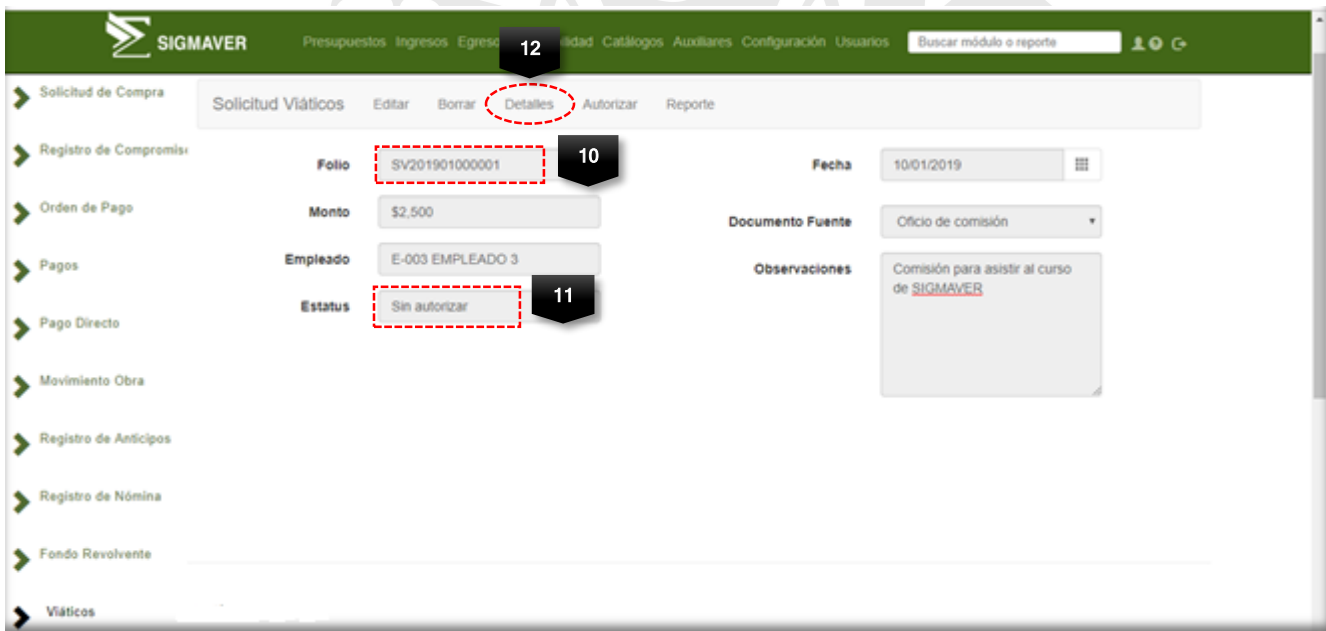 SIGMAVER
Presupuestos Ingresos Egreso 12 ilidad Catálogos Auxiliares Configuración Usuarios Buscar módulo o reporte
Solicitud de Compra
Solicitud Viáticos Editar Borrar Detalles Autorizar Reporte
Registro de Compromiso
Folio SV201901000001 10 Fecha 10/01/2019
Orden de Pago
Monto $2,500 Documento Fuente Oficio de comisión
Pagos
Empleado E-003 EMPLEADO 3 Observaciones Comisión para asistir al curso
de SIGMAVER
Estatus Sin autorizar 11
Pago Directo
Movimiento Obra
Registro de Anticipos
Registro de Nómina
Fondo Revolvente
Viáticos